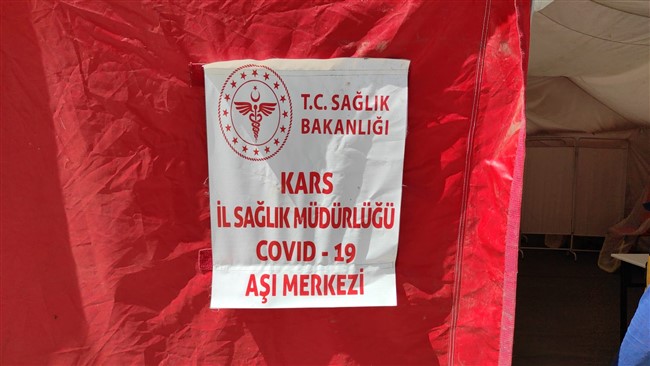 T.C. SAĞLIK
BAKANLIĞI
KARS
İL SAĞLIK MÜDÜRLÜĞÜ
COVID - 19
AŞI MERKEZİ